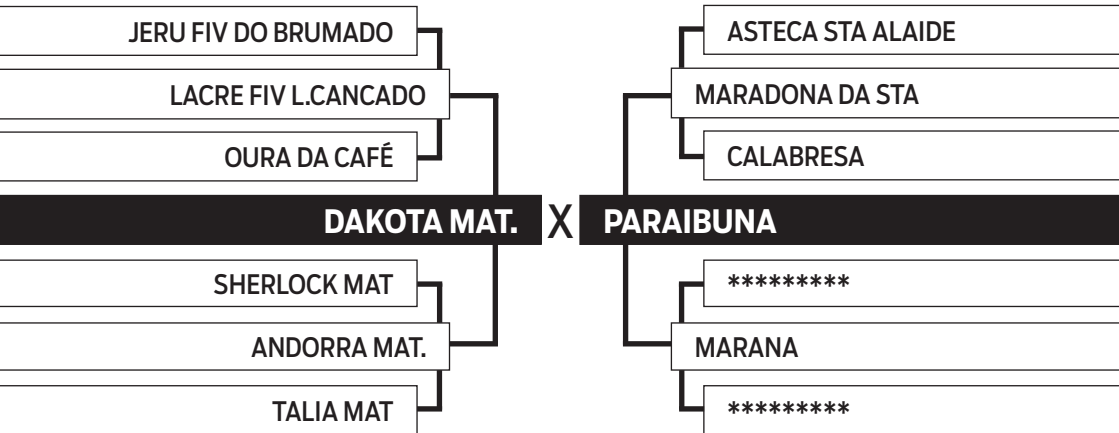 JERU FIV DO BRUMADO
LACRE FIV L.CANCADO
OURA DA CAFÉ
DAKOTA MAT. X PARAIBUNA
SHERLOCK MAT
ANDORRA MAT.
TALIA MAT
ASTECA STA ALAIDE
MARADONA DA STA
CALABRESA
*********
MARANA
*********